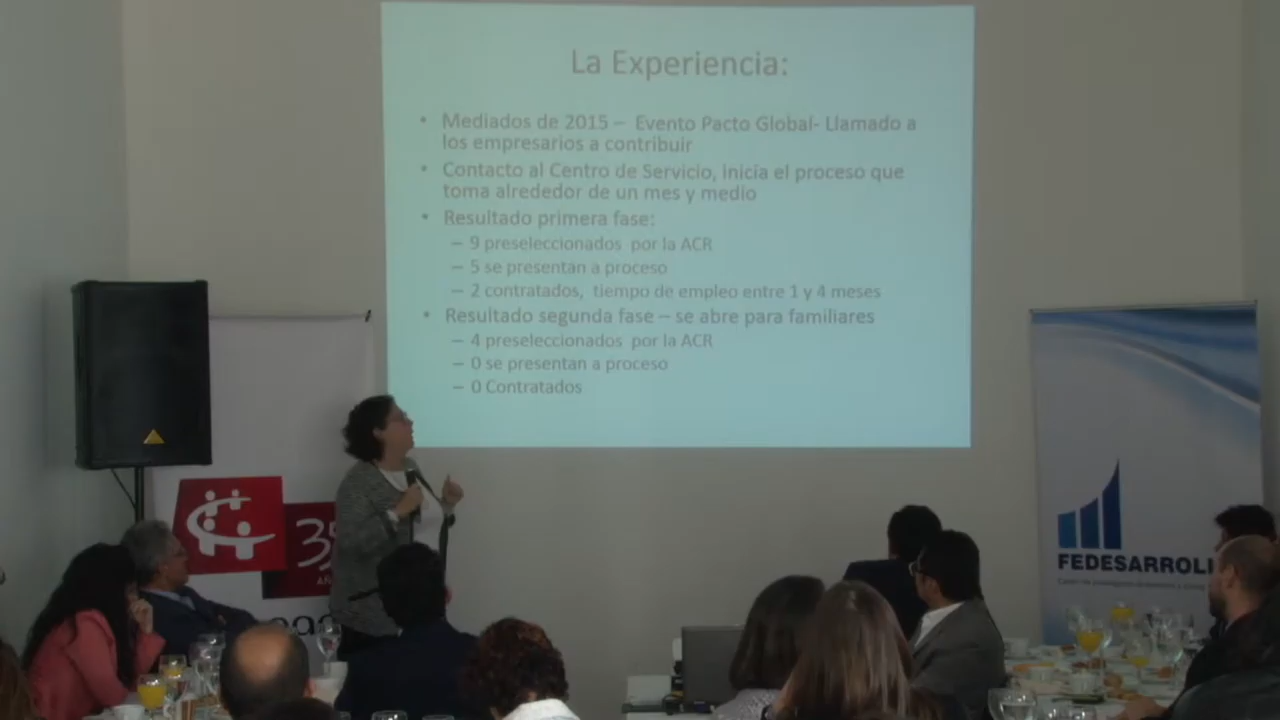 La Experiencia:
• Mediados de 2015 – Evento Pacto Global- Llamado a
los empresarios a contribuir
• Contacto al Centro de Servicio, inicia el proceso que
toma alrededor de un mes y medio
• Resultado primera fase:
– 9 preseleccionados por la ACR
– 5 se presentan a proceso
– 2 contratados, tiempo de empleo entre 1 y 4 meses
• Resultado segunda fase – se abre para familiares
– 4 preseleccionados por la ACR
– 0 se presentan a proceso
– 0 Contratados
35
FEDESARROLL